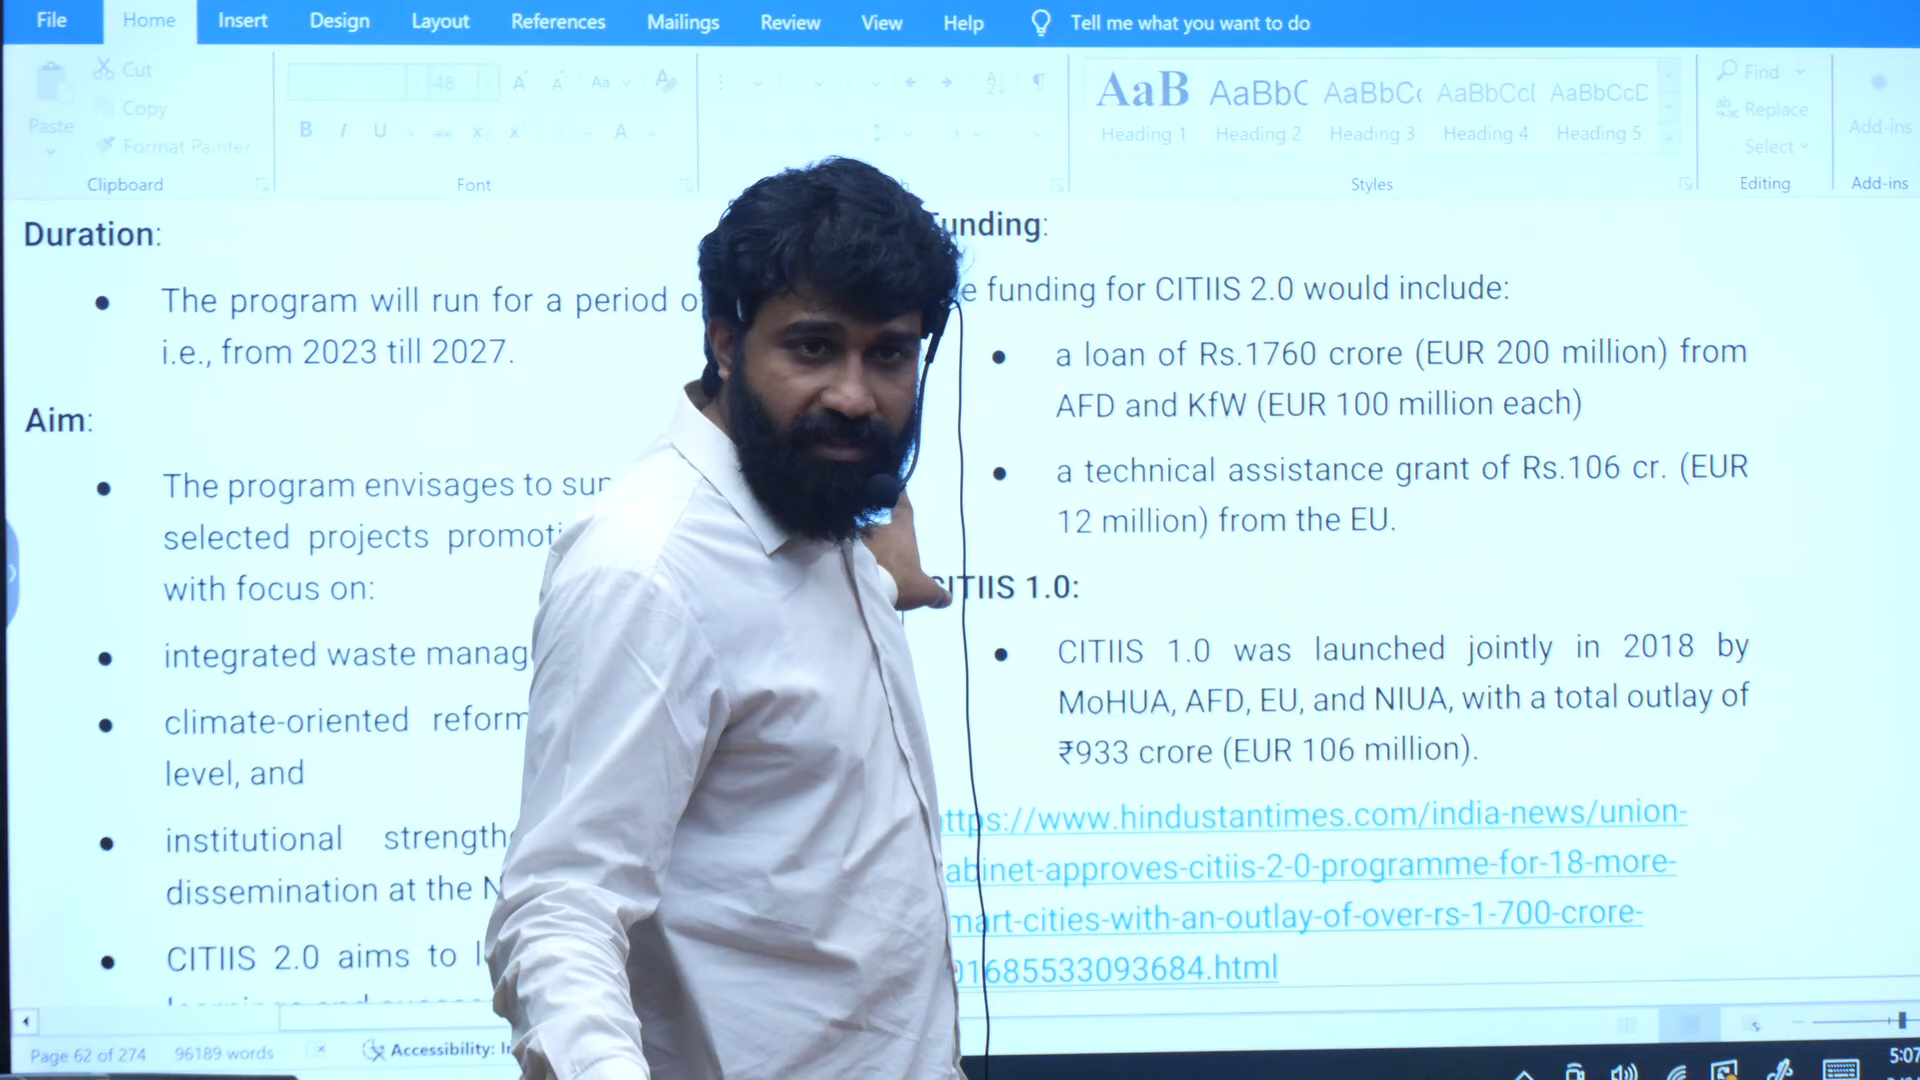 File Home Insert Design Layout References Mailings Review View Help Tell me what you want to do
Paste
Cut
Copy
Format Painter
Clipboard
48
Aa
B I U
Font
AaB AaBbC AaBbCc AaBbCcD AaBbCcD
Heading 1 Heading 2 Heading 3 Heading 4 Heading 5
Styles
Find
Replace
Select
Editing
Add-ins
Add-ins
Duration:
● The program will run for a period
i.e., from 2023 till 2027.
Aim:
● The program envisages to
selected projects
with focus on:
● integrated waste
● climate-oriented
level, and
● institutional
dissemination at the
● CITIIS 2.0 aims to
unding:
e funding for CITIIS 2.0 would include:
● a loan of Rs.1760 crore (EUR 200 million) from
AFD and KfW (EUR 100 million each)
● a technical assistance grant of Rs.106 cr. (EUR
12 million) from the EU.
CITIIS 1.0:
● CITIIS 1.0 was launched jointly in 2018 by
MoHUA, AFD, EU, and NIUA, with a total outlay of
₹933 crore (EUR 106 million).
ttps://www.hindustantimes.com/india-news/union-
abinet-approves-citiis-2-0-programme-for-18-more-
mart-cities-with-an-outlay-of-over-rs-1-700-crore-
01685533093684.html
Page 62 of 274 96189 words Accessibility:
5:07